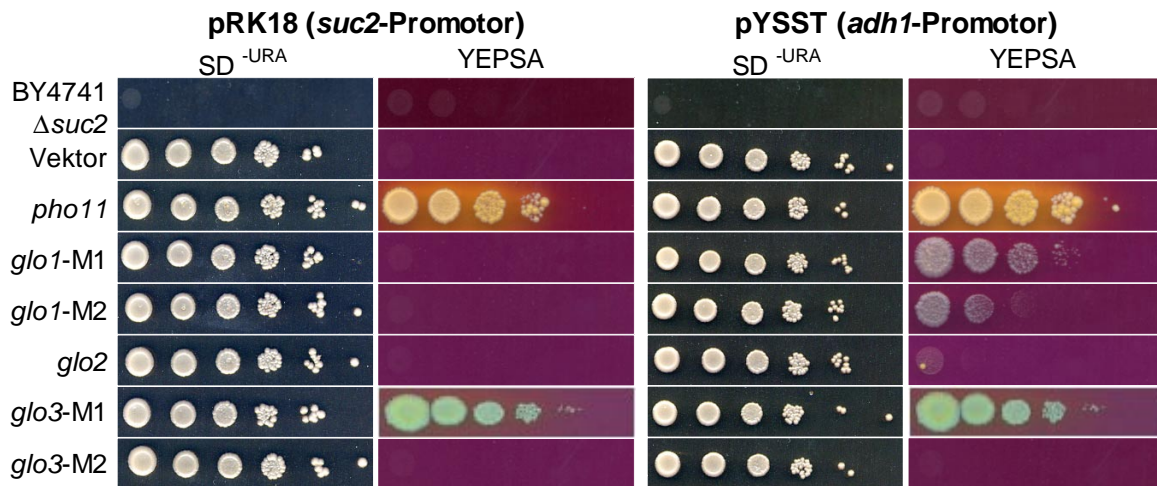 pRK18 (suc2-Promotor) pYSST (adh1-Promotor)
SD -URA YEPSA SD -URA YEPSA
BY4741
Δsuc2
Vektor
pho11
glo1-M1
glo1-M2
glo2
glo3-M1
glo3-M2